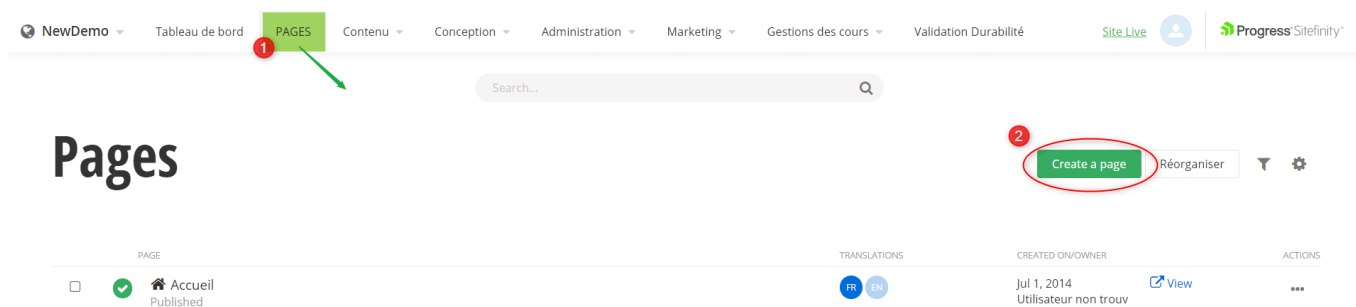 NewDemo Tableau de bord PAGES Contenu Conception Administration Marketing Gestions des cours Validation Durabilité Site Live Progress Sitefinity
1
Search...
2
Pages Create a page Réorganiser
PAGE TRANSLATIONS CREATED ON/OWNER ACTIONS
Accueil FR EN Jul 1, 2014 View
Published Utilisateur non trouv